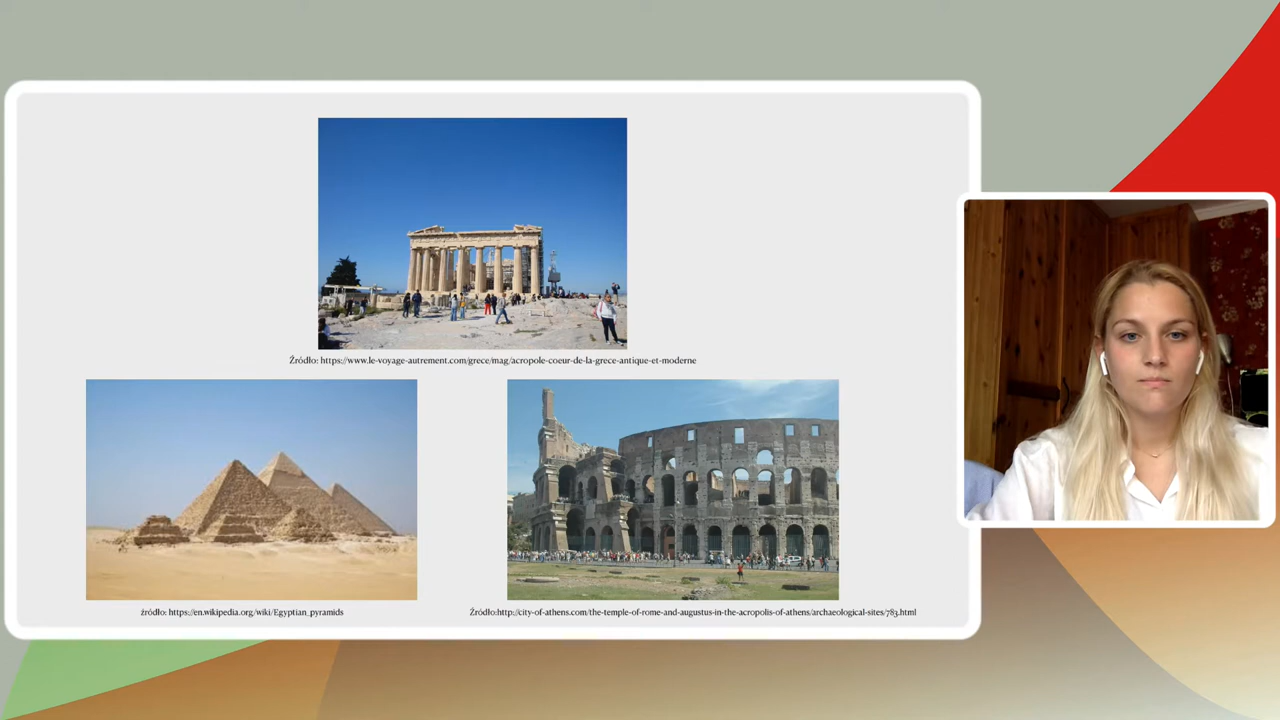 Źródło: https://www.le-voyage-autrement.com/grece/mag/acropole-coeur-de-la-grece-antique-et-moderne
źródło: https://en.wikipedia.org/wiki/Egyptian_pyramids
Źródło:http://city-of-athens.com/the-temple-of-rome-and-augustus-in-the-acropolis-of-athens/archaeological-sites/783.html